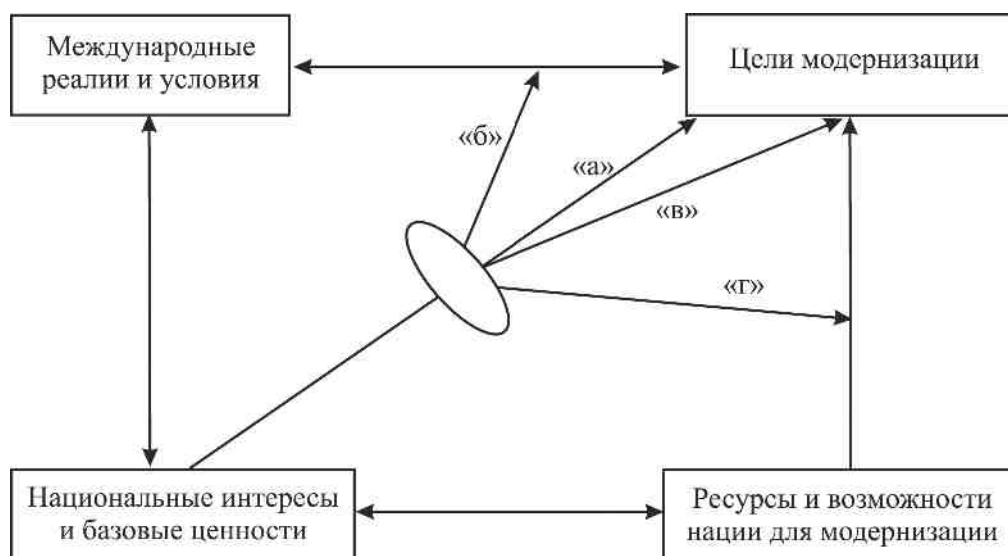 Международные
реалии и условия
Цели модернизации
«б»
«а»
«в»
«г»
Национальные интересы
и базовые ценности
Ресурсы и возможности
нации для модернизации